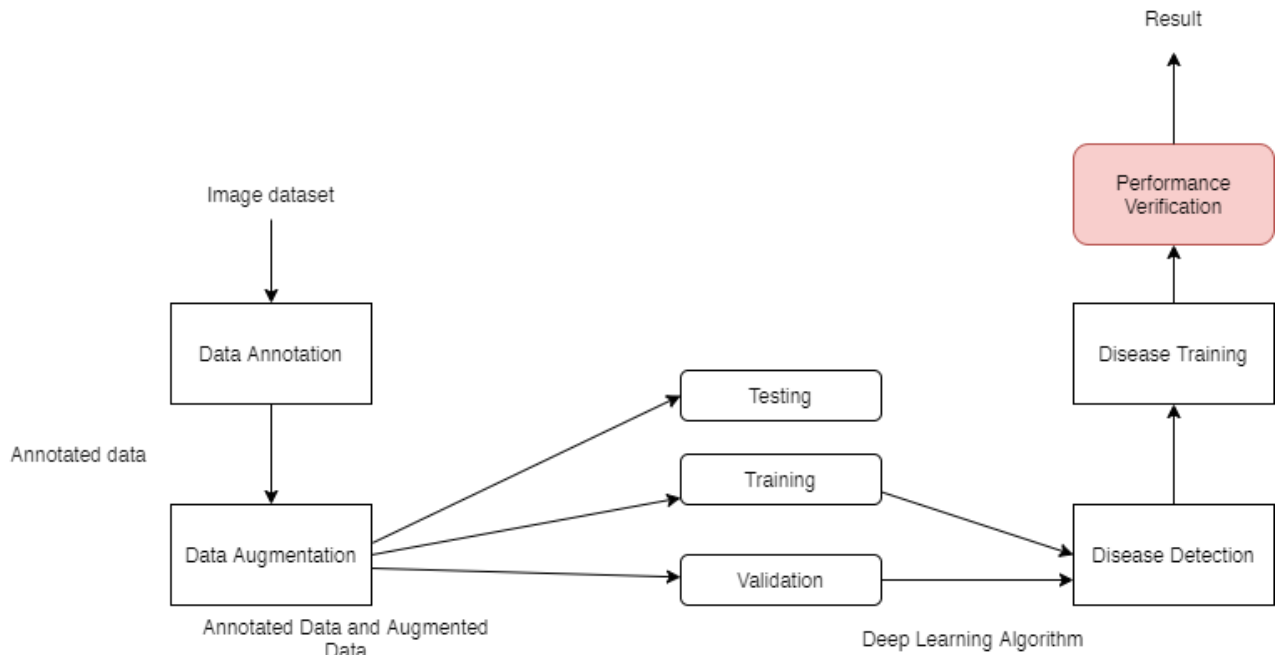 Result
Performance
Verification
Image dataset
Data Annotation
Disease Training
Testing
Annotated data
Training
Data Augmentation
Disease Detection
Validation
Annotated Data and Augmented
Data
Deep Learning Algorithm